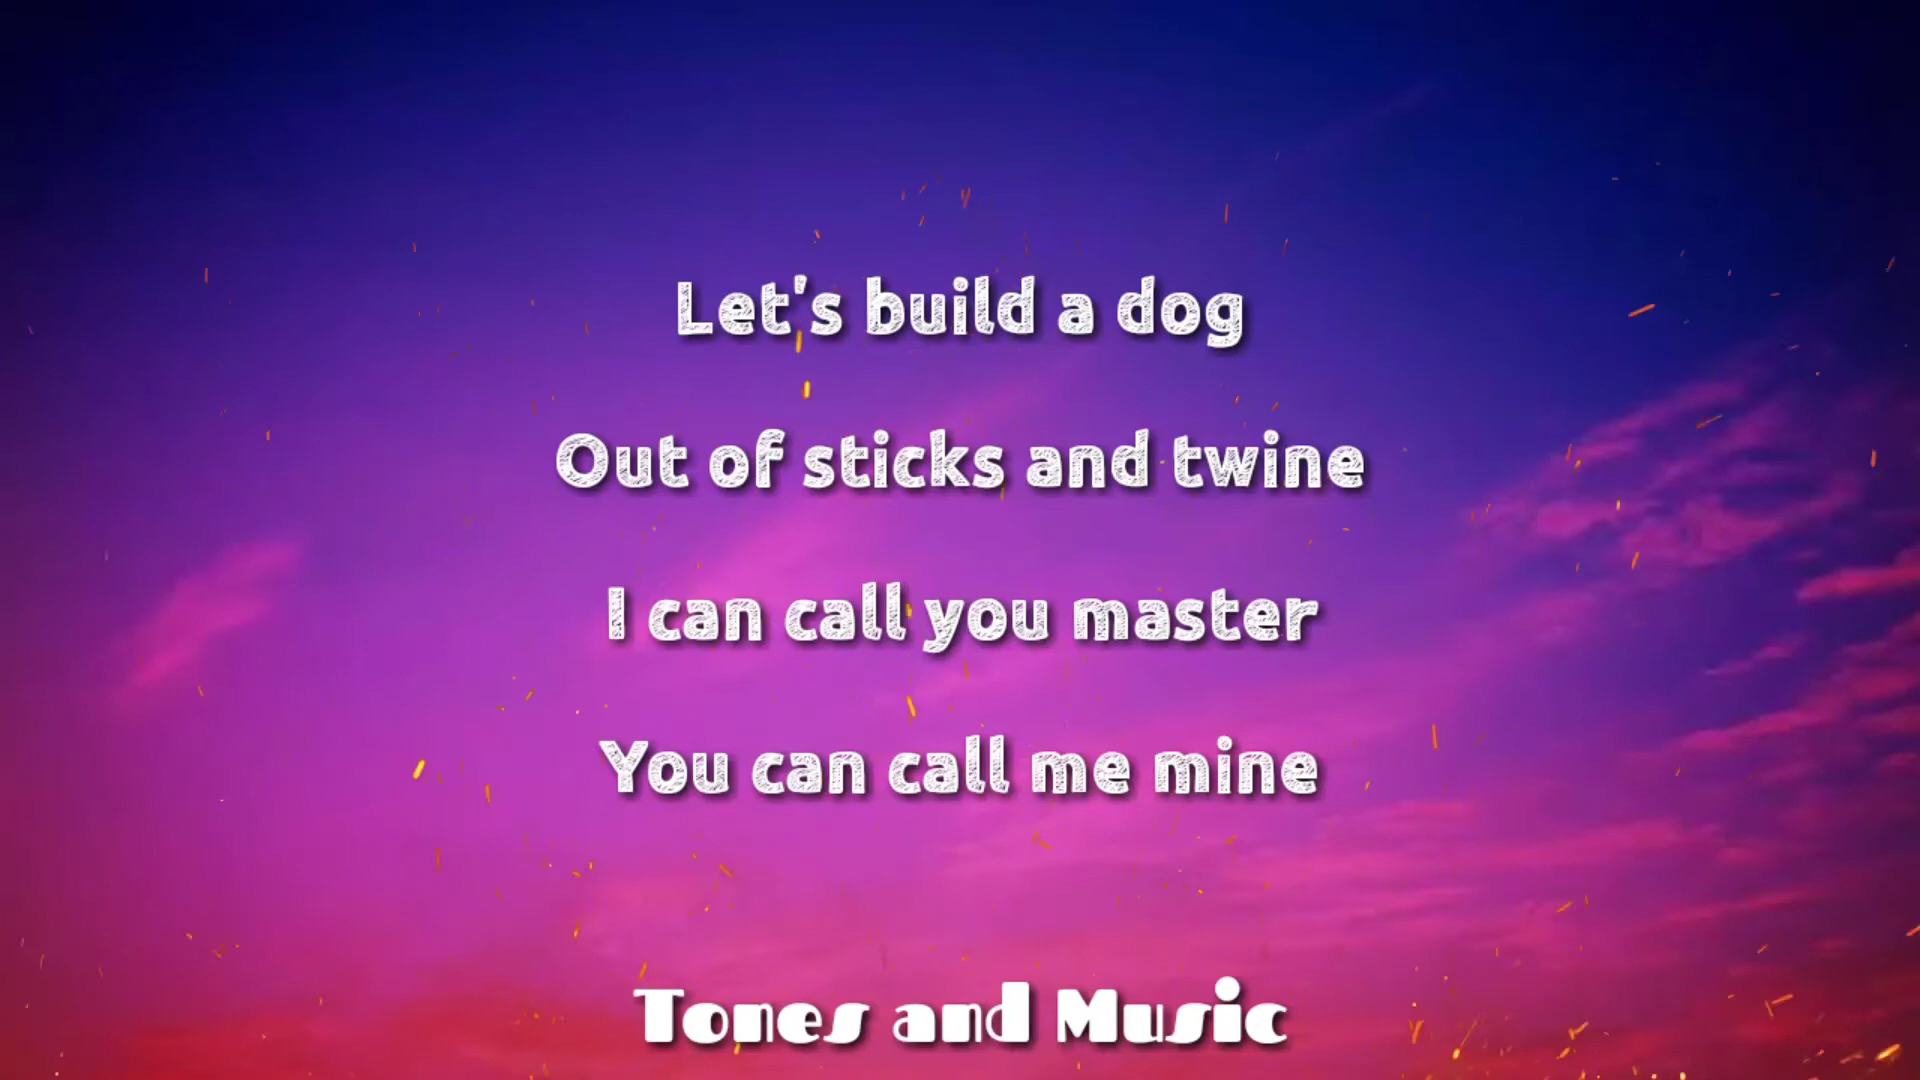 Let's build a dog
Out of sticks and twine
I can call you master
You can call me mine
Tones and Music